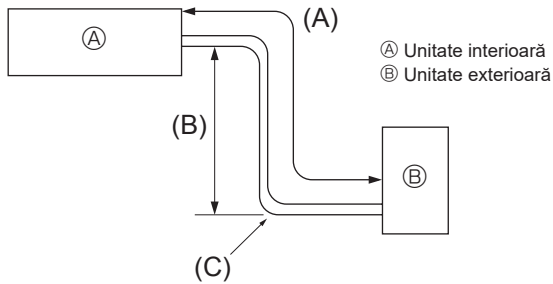 (A)
Ⓐ
Ⓐ Unitate interioară
Ⓑ Unitate exterioară
(B)
Ⓑ
(C)